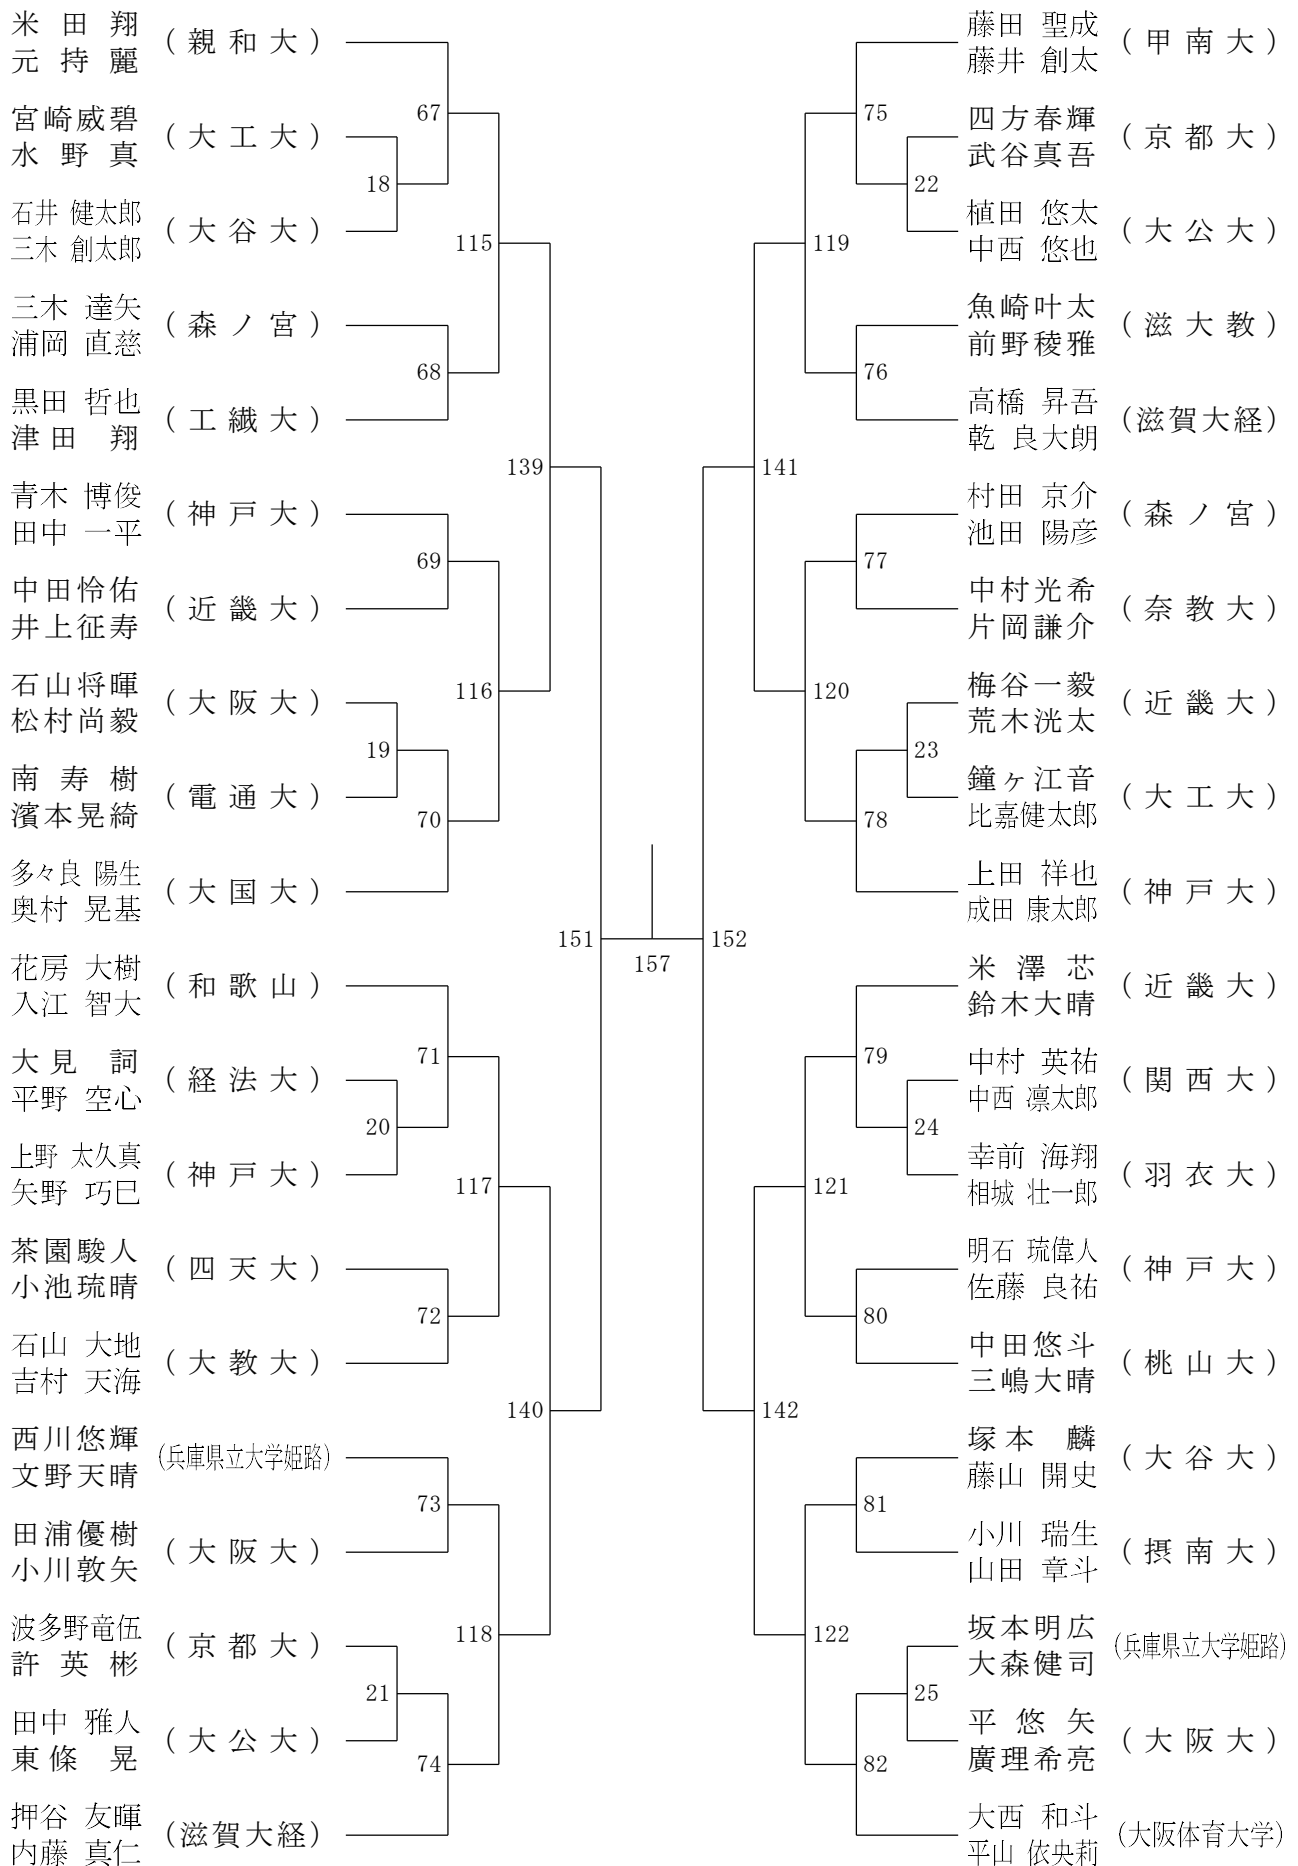 米田翔
元持麗
(親和大)
宮崎威碧
水野真
(大工大)
石井 健太郎
三木 創太郎
(大谷大)
三木 達矢
浦岡 直慈
(森ノ宮)
黒田 哲也
津田 翔
(工繊大)
青木 博俊
田中 一平
(神戸大)
中田怜佑
井上征寿
(近畿大)
石山将暉
松村尚毅
(大阪大)
南寿樹
濱本晃綺
(電通大)
多々良 陽生
奥村 晃基
(大国大)
花房 大樹
入江 智大
(和歌山)
大見 詞
平野 空心
(経法大)
上野 太久真
矢野 巧巳
(神戸大)
茶園駿人
小池琉晴
(四天大)
石山 大地
吉村 天海
(大教大)
西川悠輝
文野天晴
(兵庫県立大学姫路)
田浦優樹
小川敦矢
(大阪大)
波多野竜伍
許英彬
(京都大)
田中 雅人
東條 晃
(大公大)
押谷 友暉
内藤 真仁
(滋賀大経)
67
18
115
68
139
69
116
19
70
151
157
71
20
117
72
140
73
118
21
74
152
75
22
119
76
141
77
120
23
78
79
24
121
80
142
81
122
25
82
藤田 聖成
藤井 創太
(甲南大)
四方春輝
武谷真吾
(京都大)
植田 悠太
中西 悠也
(大公大)
魚崎叶太
前野稜雅
(滋大教)
高橋 昇吾
乾 良大朗
(滋賀大経)
村田 京介
池田 陽彦
(森ノ宮)
中村光希
片岡謙介
(奈教大)
梅谷一毅
荒木洸太
(近畿大)
鐘ヶ江音
比嘉健太郎
(大工大)
上田 祥也
成田 康太郎
(神戸大)
米澤芯
鈴木大晴
(近畿大)
中村 英祐
中西 凛太郎
(関西大)
幸前 海翔
相城 壮一郎
(羽衣大)
明石 琉偉人
佐藤 良祐
(神戸大)
中田悠斗
三嶋大晴
(桃山大)
塚本 麟
藤山 開史
(大谷大)
小川 瑞生
山田 章斗
(摂南大)
坂本明広
大森健司
(兵庫県立大学姫路)
平悠矢
廣理希亮
(大阪大)
大西 和斗
平山 依央莉
(大阪体育大学)